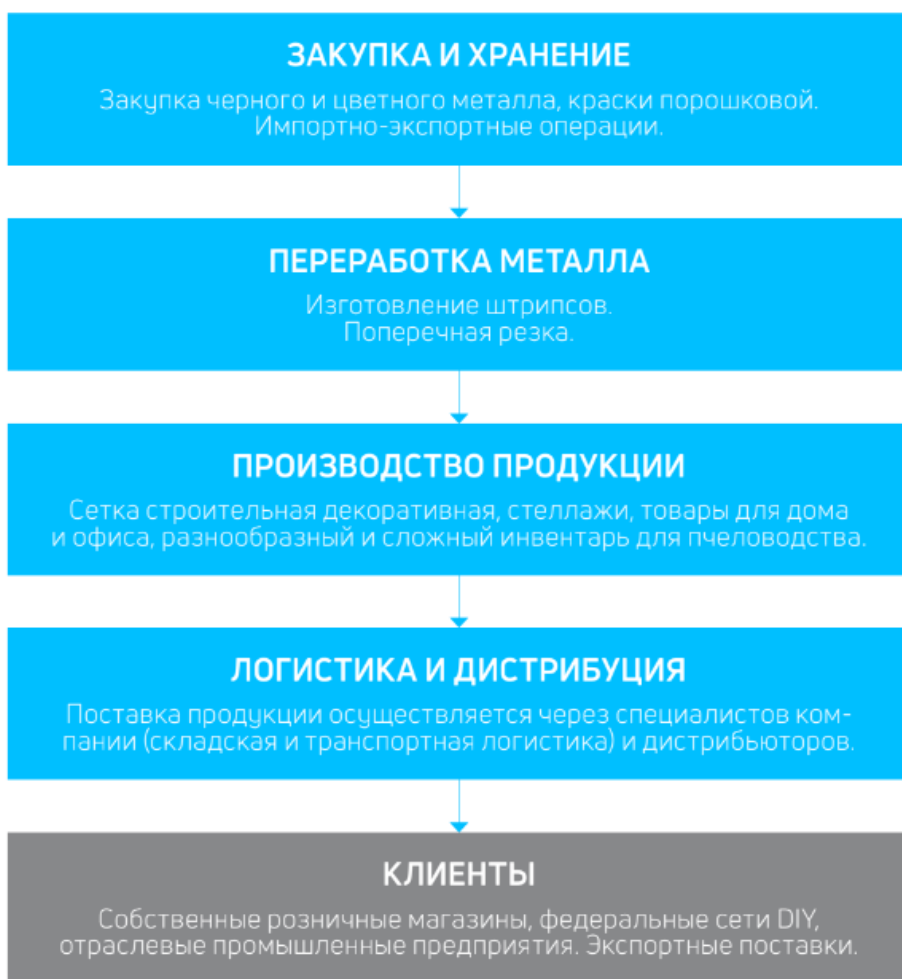 ЗАКУПКА И ХРАНЕНИЕ
Закупка черного и цветного металла, краски порошковой.
Импортно-экспортные операции.
ПЕРЕРАБОТКА МЕТАЛЛА
Изготовление штрипсов.
Поперечная резка.
ПРОИЗВОДСТВО ПРОДУКЦИИ
Сетка строительная декоративная, стеллажи, товары для дома
и офиса, разнообразный и сложный инвентарь для пчеловодства.
ЛОГИСТИКА И ДИСТРИБУЦИЯ
Поставка продукции осуществляется через специалистов ком-
пании (складская и транспортная логистика) и дистрибьюторов.
КЛИЕНТЫ
Собственные розничные магазины, федеральные сети DIY,
отраслевые промышленные предприятия. Экспортные поставки.